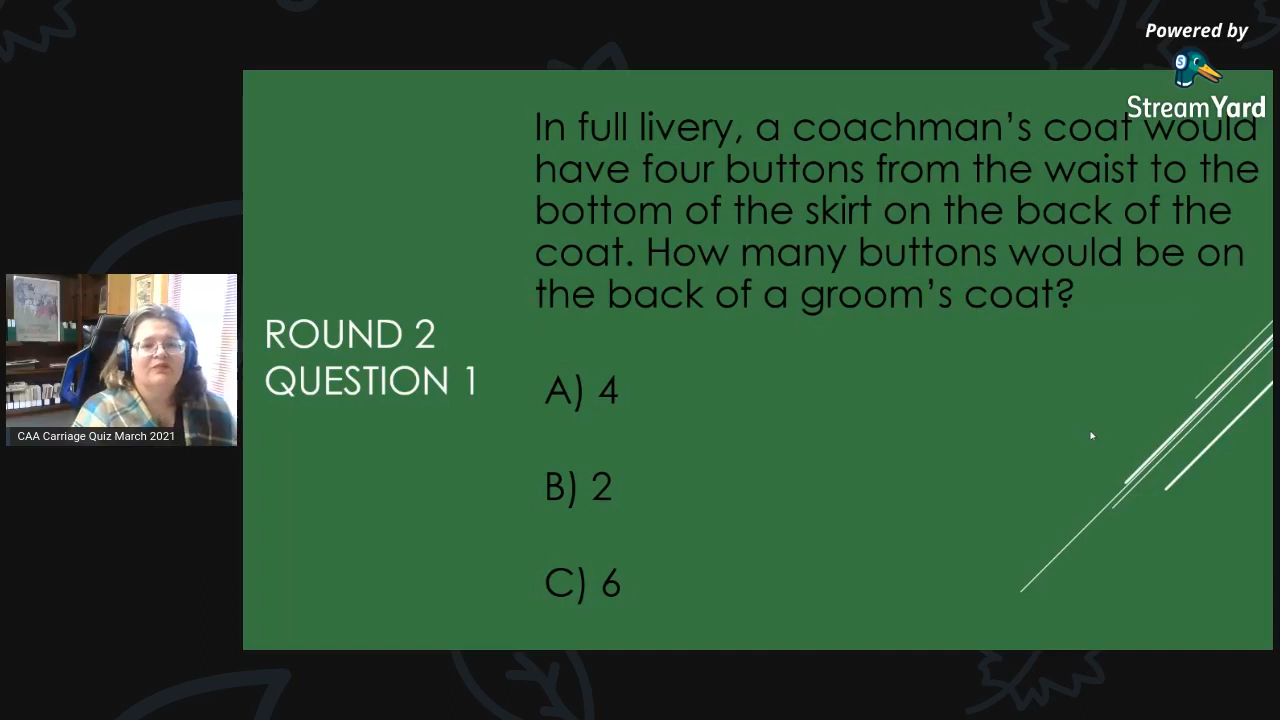 Powered by
StreamYard
In full livery, a coachman's coat would
have four buttons from the waist to the
bottom of the skirt on the back of the
coat. How many buttons would be on
the back of a groom's coat?
ROUND 2
QUESTION 1
A) 4
B) 2
C) 6
CAA Carriage Quiz March 2021